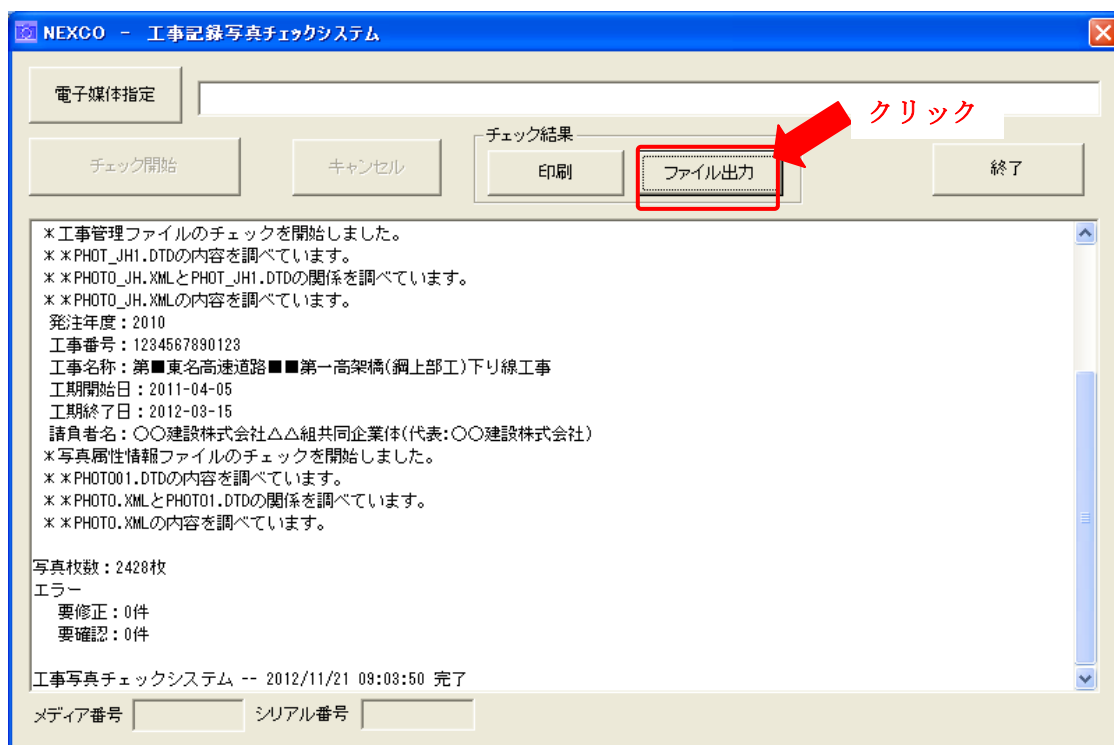 NEXCO － 工事記録写真チェックシステム
電子媒体指定
クリック
チェック結果
チェック開始
キャンセル
印刷
ファイル出力
終了
＊工事管理ファイルのチェックを開始しました。
＊＊PHOT_JH1.DTDの内容を調べています。
＊＊PHOTO_JH.XMLとPHOT_JH1.DTDの関係を調べています。
＊＊PHOTO_JH.XMLの内容を調べています。
発注年度：2010
工事番号：1234567890123
工事名称：第■東名高速道路■■第一高架橋(鋼上部工)下り線工事
工期開始日：2011-04-05
工期終了日：2012-03-15
請負者名：〇〇建設株式会社△△組共同企業体(代表:〇〇建設株式会社)
＊写真属性情報ファイルのチェックを開始しました。
＊＊PHOTO01.DTDの内容を調べています。
＊＊PHOTO.XMLとPHOTO1.DTDの関係を調べています。
＊＊PHOTO.XMLの内容を調べています。
写真枚数：2428枚
エラー
要修正：0件
要確認：0件
工事写真チェックシステム -- 2012/11/21 09:03:50 完了
メディア番号
シリアル番号